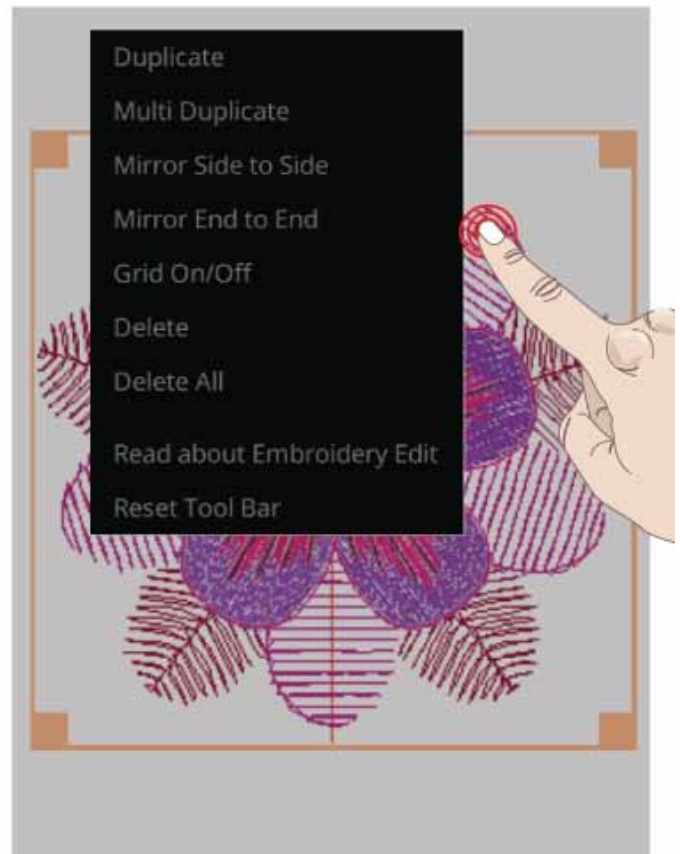 Duplicate
Multi Duplicate
Mirror Side to Side
Mirror End to End
Grid On/Off
Delete
Delete All
Read about Embroidery Edit
Reset Tool Bar